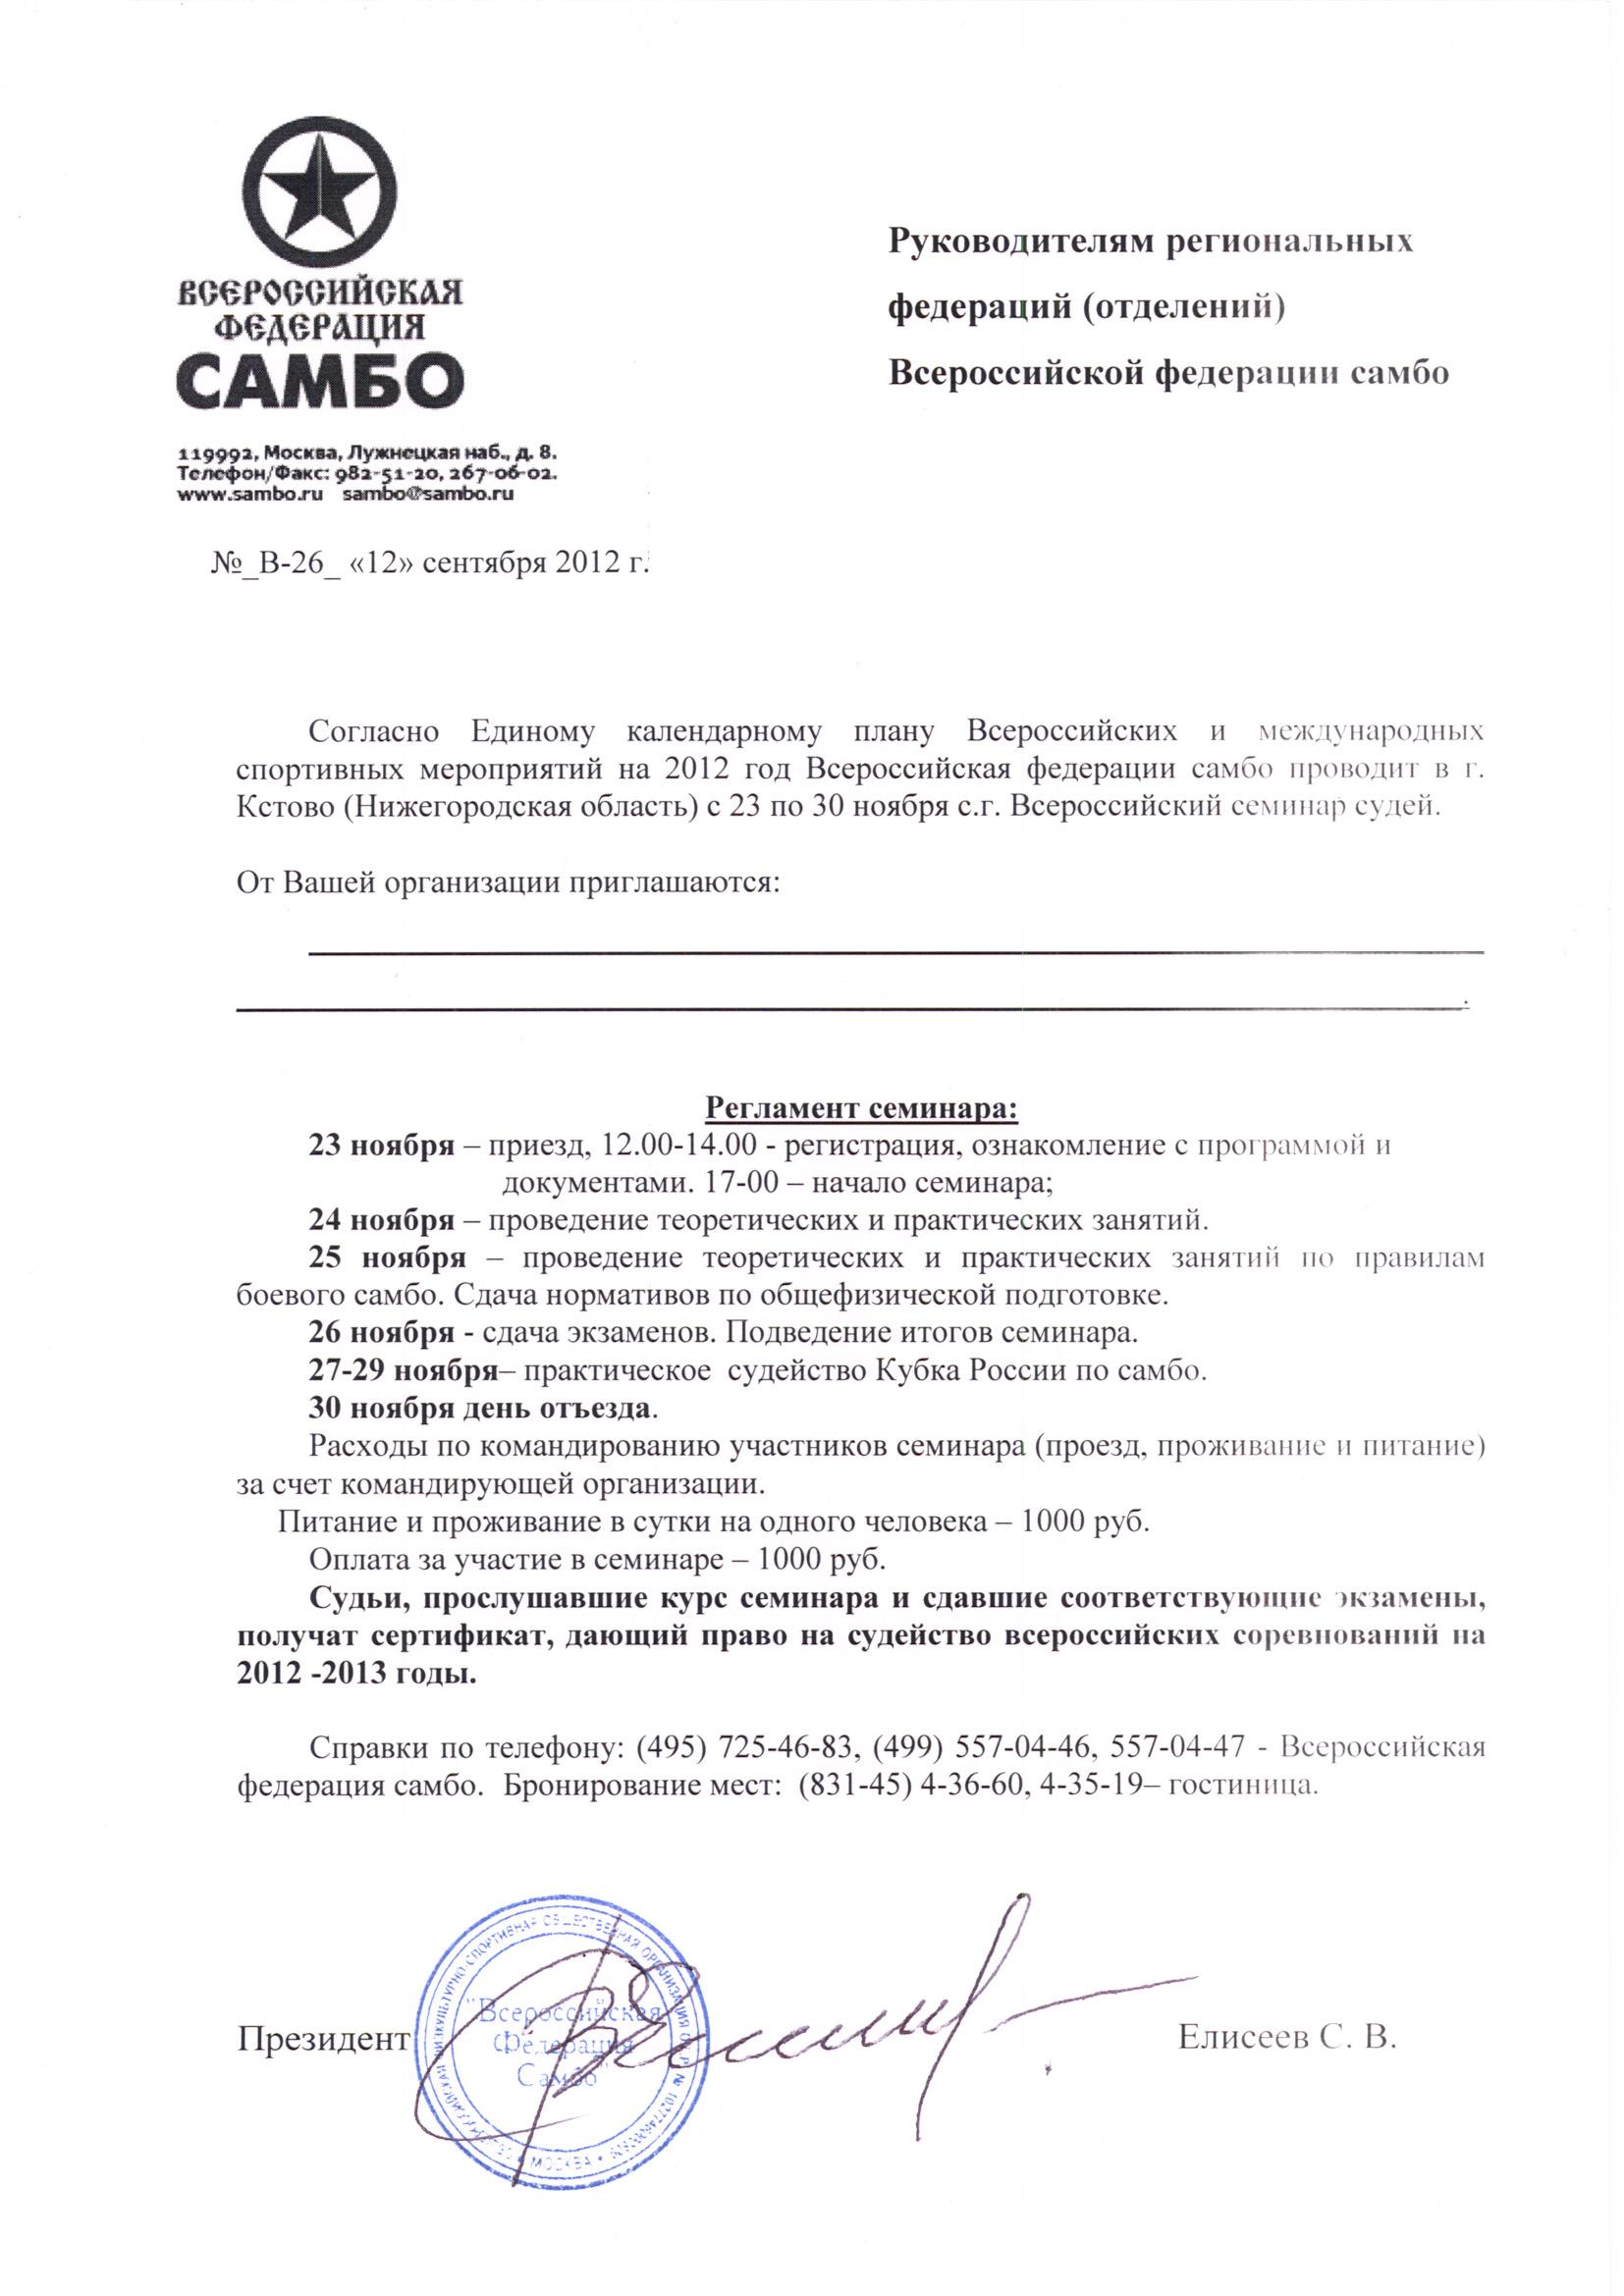 ВСЕРОССИЙСКАЯ
ФЕДЕРАЦИЯ
САМБО
119992, Москва, Лужнецкая наб., д. 8.
Телефон/Факс: 982-51-20, 267-06-02.
www.sambo.ru sambo@sambo.ru
Руководителям региональных
федераций (отделений)
Всероссийской федерации самбо
№_В-26_ «12» сентября 2012 г.
Согласно Единому календарному плану Всероссийских и международных
спортивных мероприятий на 2012 год Всероссийская федерации самбо проводит в г.
Кстово (Нижегородская область) с 23 по 30 ноября с.г. Всероссийский семинар судей.
От Вашей организации приглашаются:
Регламент семинара:
23 ноября – приезд, 12.00-14.00 - регистрация, ознакомление с программой и
документами. 17-00 – начало семинара;
24 ноября – проведение теоретических и практических занятий.
25 ноября – проведение теоретических и практических занятий по правилам
боевого самбо. Сдача нормативов по общефизической подготовке.
26 ноября - сдача экзаменов. Подведение итогов семинара.
27-29 ноября– практическое судейство Кубка России по самбо.
30 ноября день отъезда.
Расходы по командированию участников семинара (проезд, проживание и питание)
за счет командирующей организации.
Питание и проживание в сутки на одного человека – 1000 руб.
Оплата за участие в семинаре – 1000 руб.
Судьи, прослушавшие курс семинара и сдавшие соответствующие экзамены,
получат сертификат, дающий право на судейство всероссийских соревнований на
2012 -2013 годы.
Справки по телефону: (495) 725-46-83, (499) 557-04-46, 557-04-47 - Всероссийская
федерация самбо. Бронирование мест: (831-45) 4-36-60, 4-35-19– гостиница.
Президент
"Всероссийская
Федерация
Самбо"
ФИЗКУЛЬТУРНО-СПОРТИВНАЯ ОБЩЕСТВЕННАЯ ОРГАНИЗАЦИЯ
МОСКВА
Елисеев С. В.